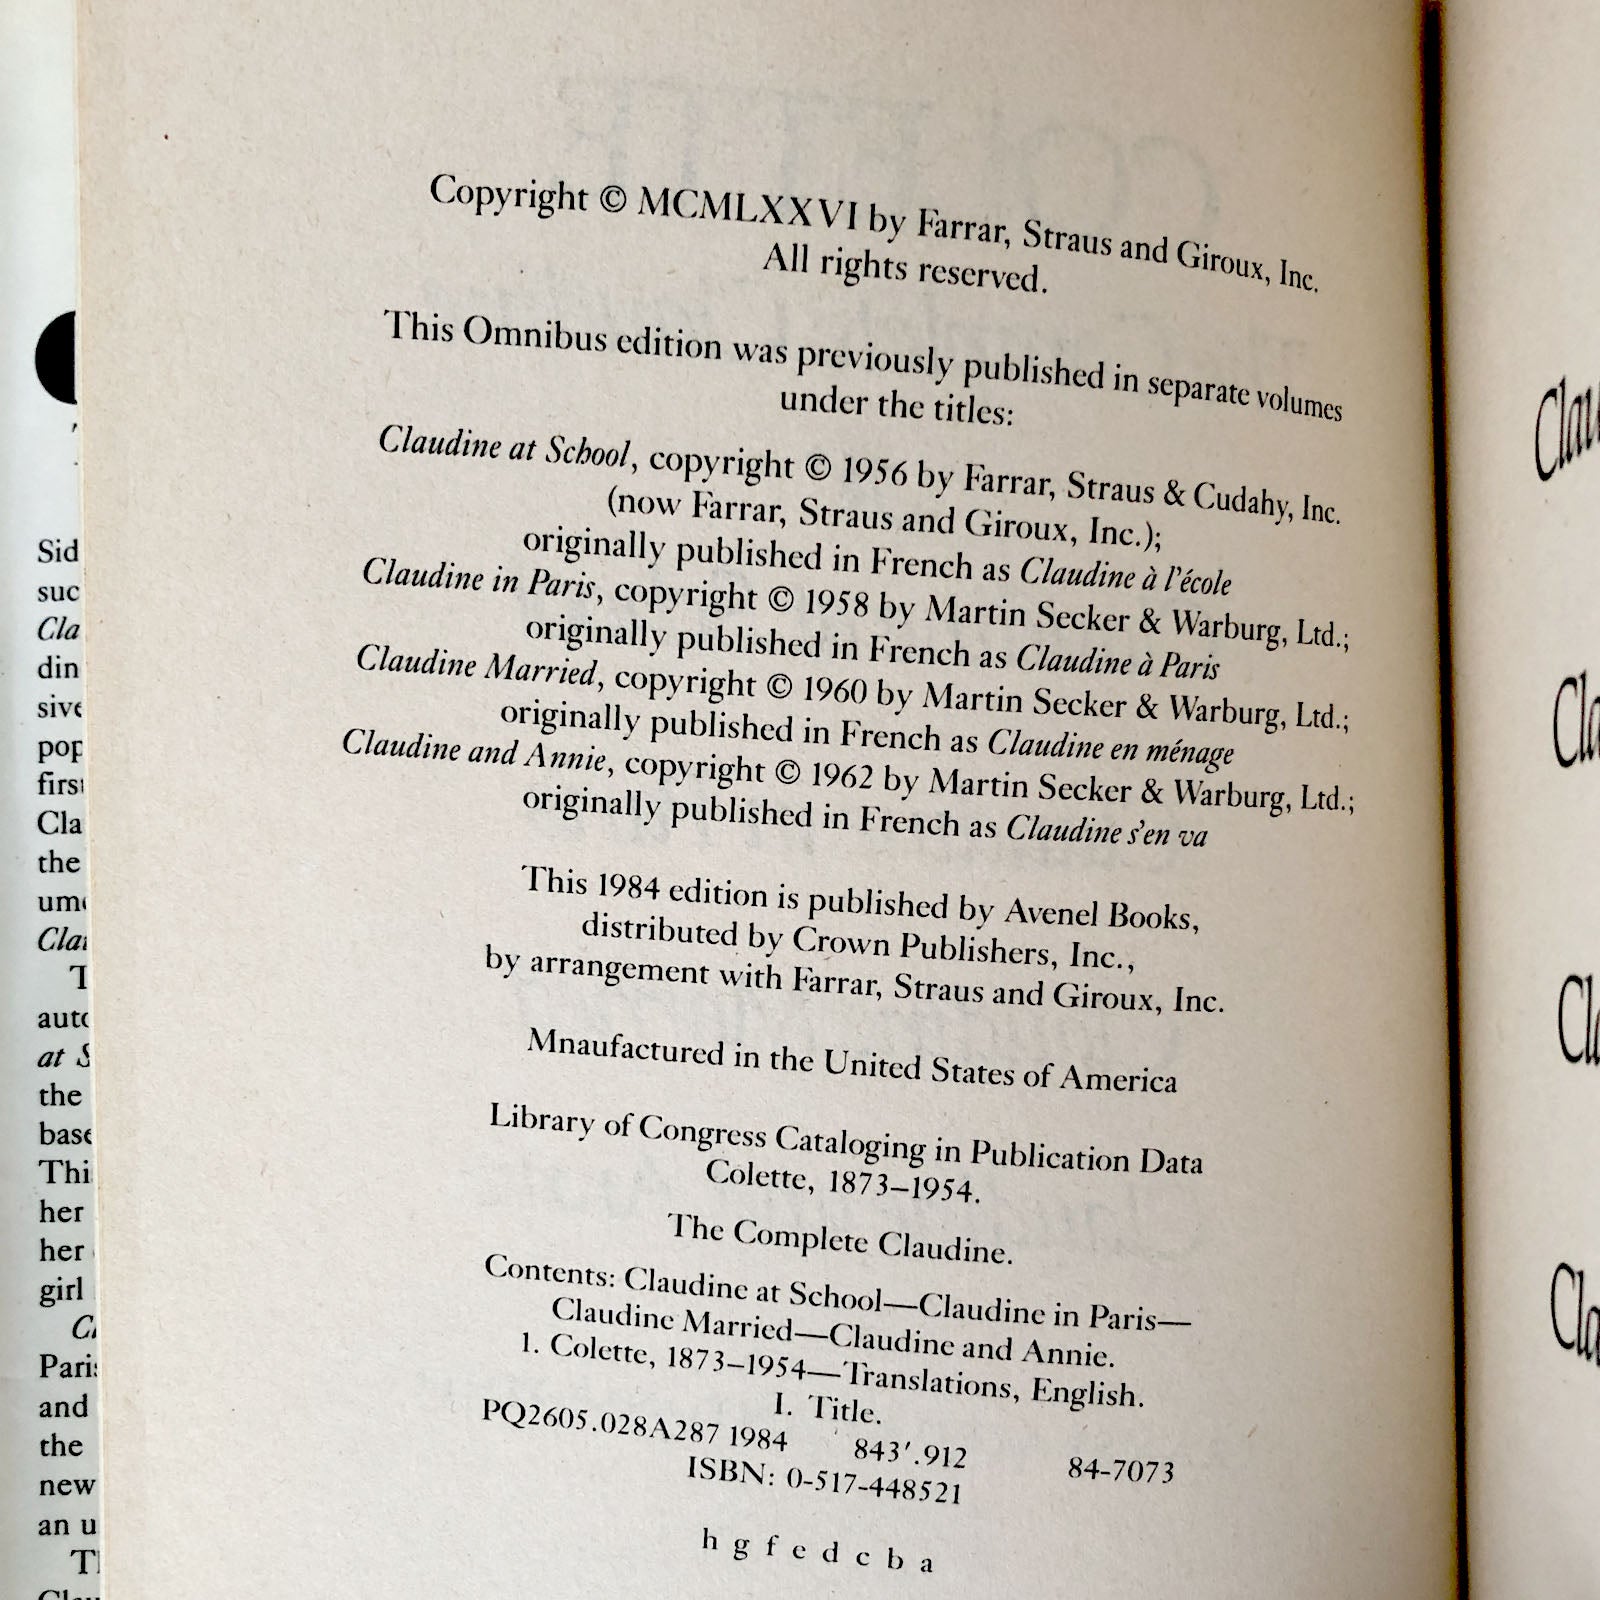 Copyright © MCMLXXVI by Farrar, Straus and Giroux, Inc.
All rights reserved.
This Omnibus edition was previously published in separate volumes
under the titles:
Claudine at School, copyright © 1956 by Farrar, Straus & Cudahy, Inc.
(now Farrar, Straus and Giroux, Inc.);
originally published in French as Claudine à l'école
Claudine in Paris, copyright © 1958 by Martin Secker & Warburg, Ltd.;
originally published in French as Claudine à Paris
Claudine Married, copyright © 1960 by Martin Secker & Warburg, Ltd.;
originally published in French as Claudine en ménage
Claudine and Annie, copyright © 1962 by Martin Secker & Warburg, Ltd.;
originally published in French as Claudine s'en va
This 1984 edition is published by Avenel Books,
distributed by Crown Publishers, Inc.,
by arrangement with Farrar, Straus and Giroux, Inc.
Mnaufactured in the United States of America
Library of Congress Cataloging in Publication Data
Colette, 1873–1954.
The Complete Claudine.
Contents: Claudine at School—Claudine in Paris—
Claudine Married—Claudine and Annie.
1. Colette, 1873–1954—Translations, English.
I. Title.
PQ2605.028A287 1984 843'.912 84-7073
ISBN: 0-517-448521
h g f e d c b a